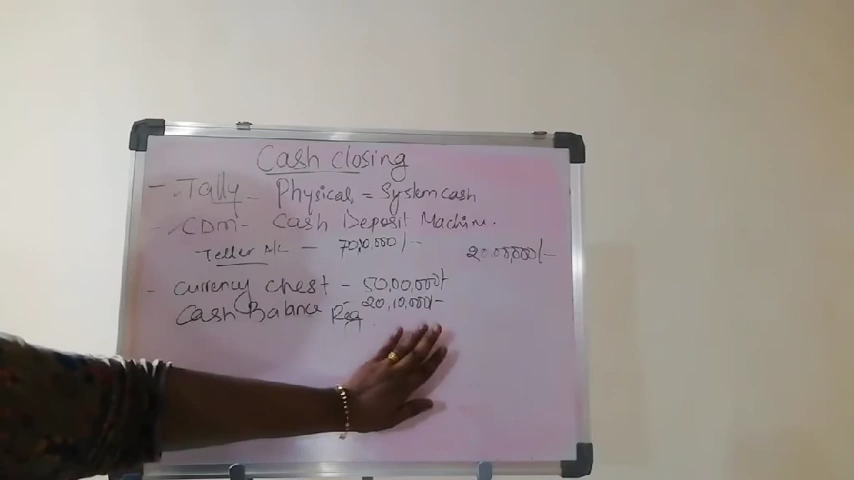 Cash closing
- Tally - Physical = System cash
- CDM - Cash Deposit Machine.
Teller A/c - 70,10,000/-
20,00,000/-
- Currency chest - 50,00,000/-
Cash Balance Reg - 20,10,000/-